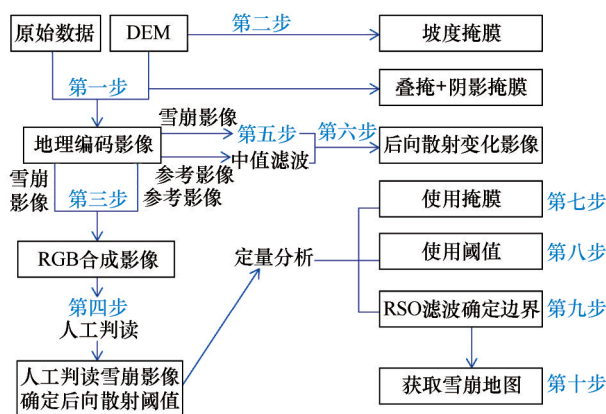 原始数据
DEM
第二步
坡度掩膜
第一步
叠掩+阴影掩膜
地理编码影像
雪崩影像
第五步
中值滤波
参考影像
第六步
后向散射变化影像
雪崩
影像
第三步
参考影像
RGB合成影像
第四步
人工判读
人工判读雪崩影像
确定后向散射阈值
定量分析
使用掩膜
第七步
使用阈值
第八步
RSO滤波确定边界
第九步
获取雪崩地图
第十步